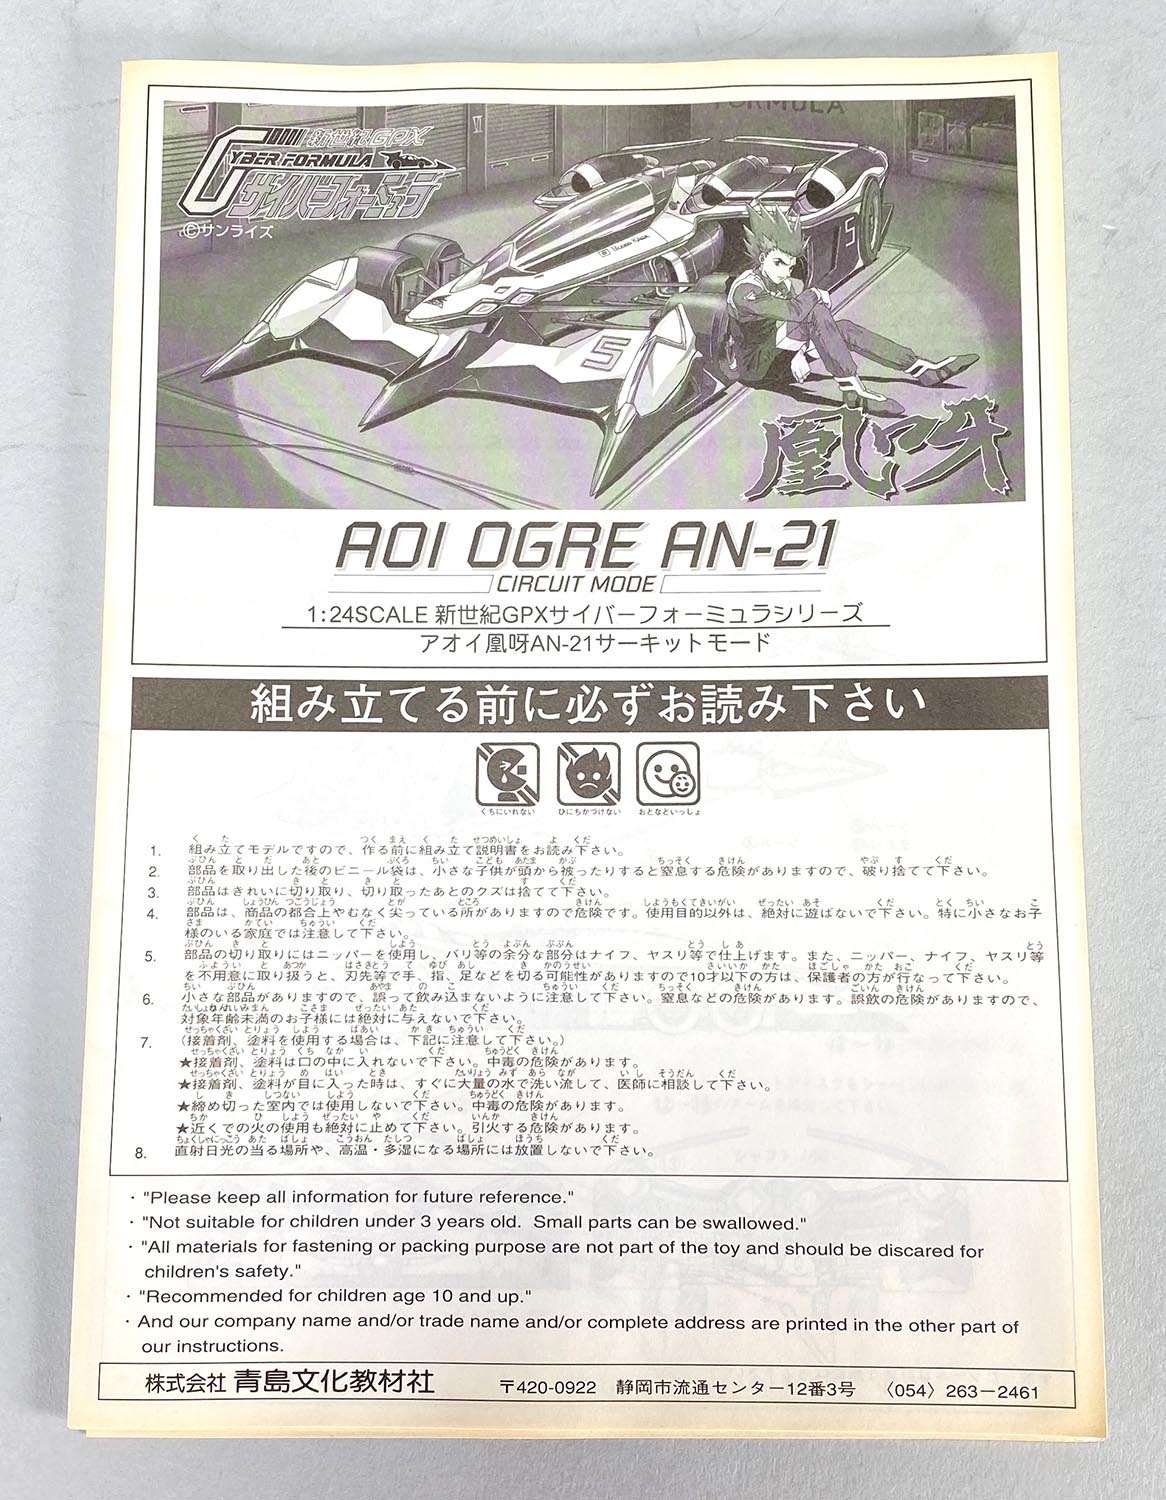 FORMULA
新世紀GPX
CYBER FORMULA
サイバーフォーミュラ
©サンライズ
5
5
凰呀
AOI OGRE AN-21
CIRCUIT MODE
1:24SCALE 新世紀GPXサイバーフォーミュラシリーズ
アオイ凰呀AN-21サーキットモード
組み立てる前に必ずお読み下さい
くちにいれない ひにちかづけない おとなといっしょ
1. 組み立てモデルですので、作る前に組み立て説明書をお読み下さい。
2. 部品を取り出した後のビニール袋は、小さな子供が頭から被ったりすると窒息する危険がありますので、破り捨てて下さい。
3. 部品はきれいに切り取り、切り取ったあとのクズは捨てて下さい。
4. 部品は、商品の都合上やむなく尖っている所がありますので危険です。使用目的以外は、絶対に遊ばないで下さい。特に小さなお子
様のいる家庭では注意して下さい。
5. 部品の切り取りにはニッパーを使用し、バリ等の余分な部分はナイフ、ヤスリ等で仕上げます。また、ニッパー、ナイフ、ヤスリ等
を不用意に取り扱うと、刃先等で手、指、足などを切る可能性がありますので10才以下の方は、保護者の方が行なって下さい。
6. 小さな部品がありますので、誤って飲み込まないように注意して下さい。窒息などの危険があります。誤飲の危険がありますので、
対象年齢未満のお子様には絶対に与えないで下さい。
7. (接着剤、塗料を使用する場合は、下記に注意して下さい。)
★接着剤、塗料は口の中に入れないで下さい。中毒の危険があります。
★接着剤、塗料が目に入った時は、すぐに大量の水で洗い流して、医師に相談して下さい。
★締め切った室内では使用しないで下さい。中毒の危険があります。
★近くでの火の使用も絶対に止めて下さい。引火する危険があります。
8. 直射日光の当る場所や、高温・多湿になる場所には放置しないで下さい。
・"Please keep all information for future reference."
・"Not suitable for children under 3 years old. Small parts can be swallowed."
・"All materials for fastening or packing purpose are not part of the toy and should be discared for
children's safety."
・"Recommended for children age 10 and up."
・And our company name and/or trade name and/or complete address are printed in the other part of
our instructions.
株式会社 青島文化教材社 〒420-0922 静岡市流通センター12番3号 〈054〉263-2461